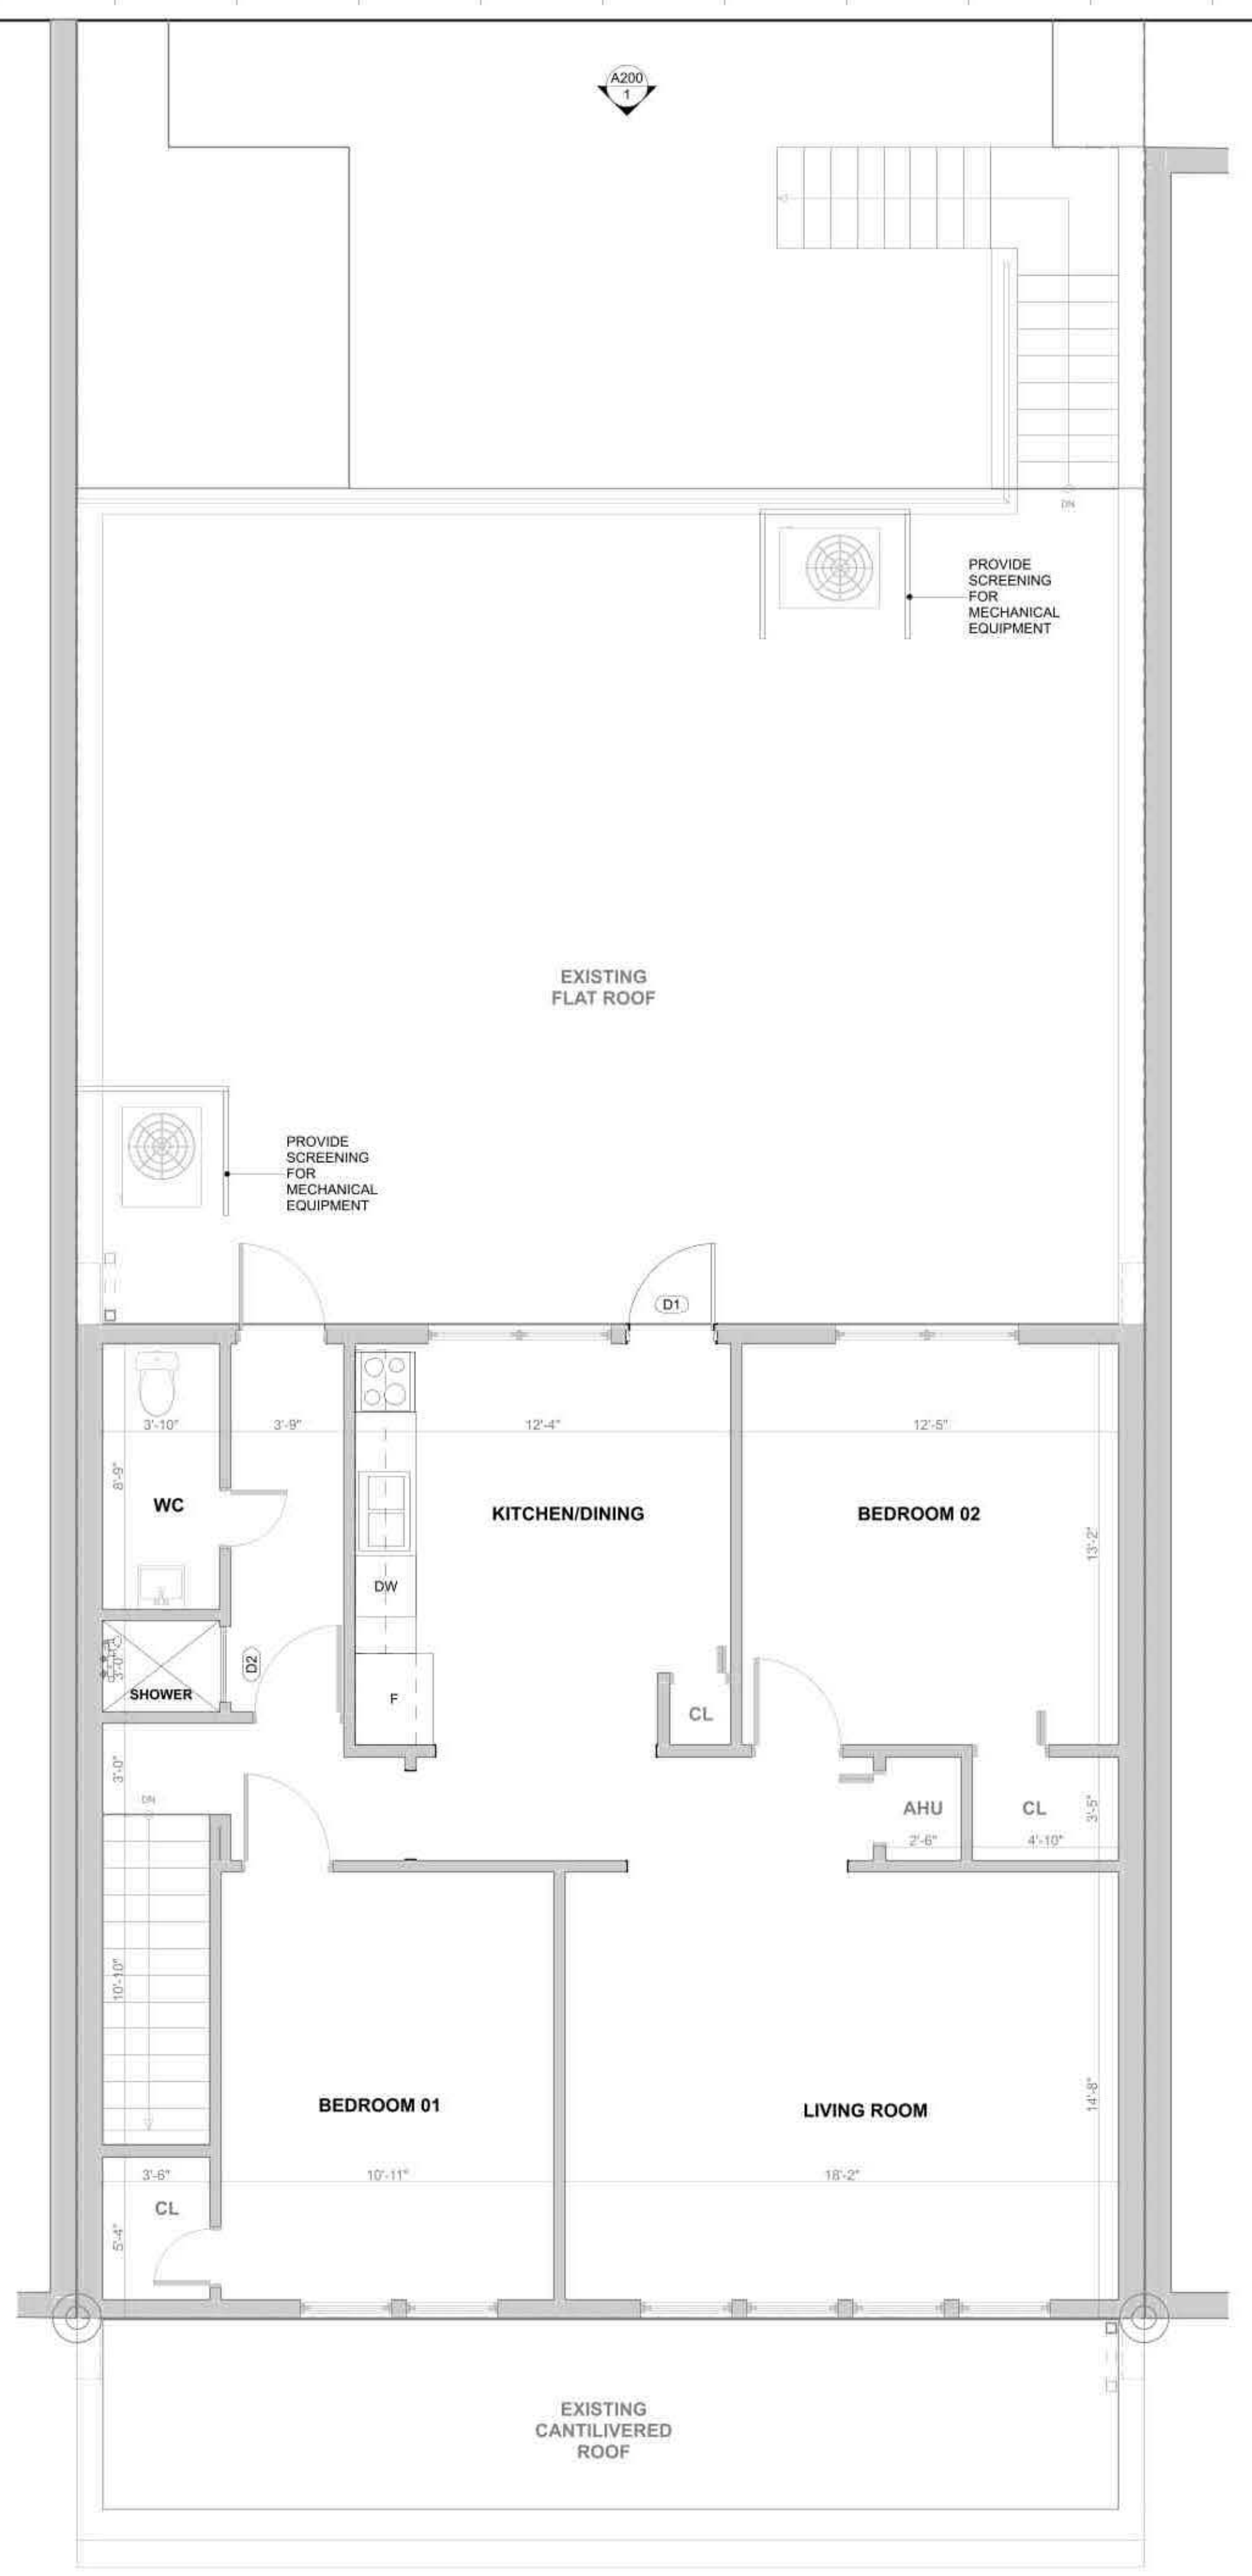 A200
1
DN
PROVIDE
SCREENING
FOR
MECHANICAL
EQUIPMENT
EXISTING
FLAT ROOF
PROVIDE
SCREENING
FOR
MECHANICAL
EQUIPMENT
D1
3'-10"
3'-9"
12'-4"
12'-5"
8'-9"
WC
KITCHEN/DINING
BEDROOM 02
13'-2"
DW
D2
3'-0"
SHOWER
F
CL
3'-0"
DN
AHU
CL
3'-5"
2'-6"
4'-10"
10'-10"
BEDROOM 01
LIVING ROOM
14'-8"
3'-6"
10'-11"
18'-2"
CL
5'-4"
EXISTING
CANTILIVERED
ROOF